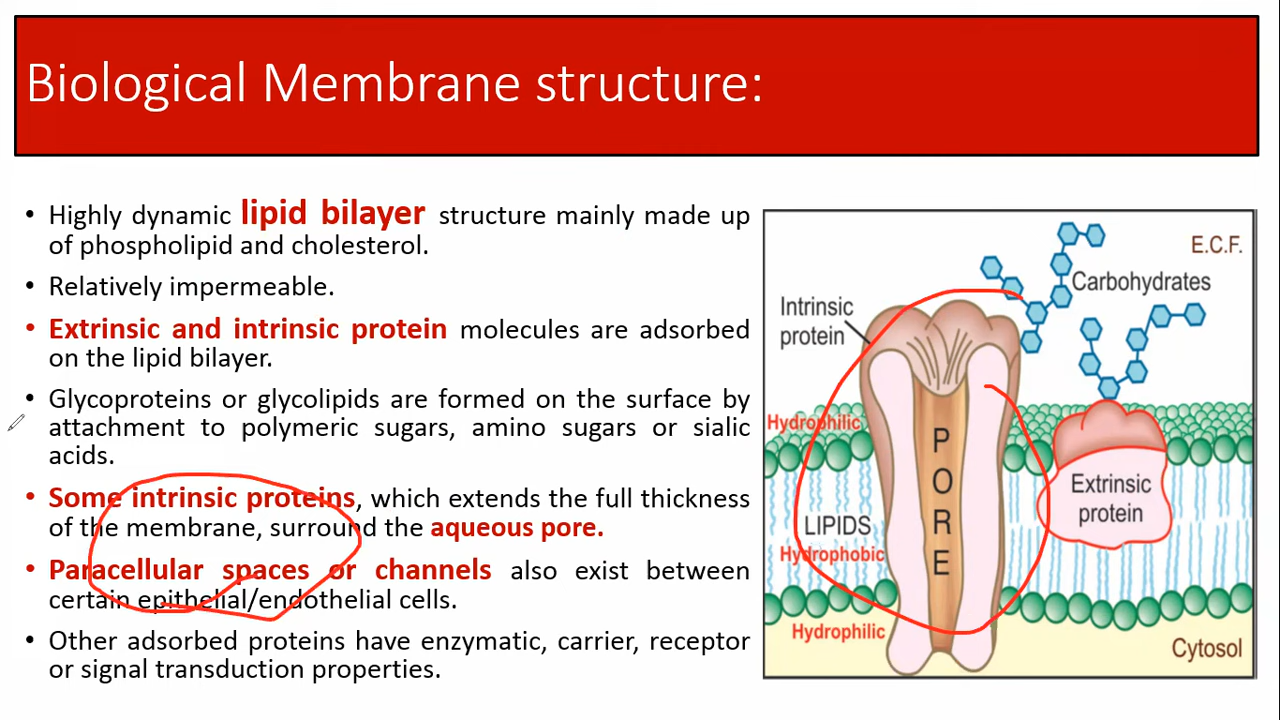 Biological Membrane structure:
• Highly dynamic lipid bilayer structure mainly made up
of phospholipid and cholesterol.
• Relatively impermeable.
• Extrinsic and intrinsic protein molecules are adsorbed
on the lipid bilayer.
• Glycoproteins or glycolipids are formed on the surface by
attachment to polymeric sugars, amino sugars or sialic
acids.
• Some intrinsic proteins, which extends the full thickness
of the membrane, surround the aqueous pore.
• Paracellular spaces or channels also exist between
certain epithelial/endothelial cells.
• Other adsorbed proteins have enzymatic, carrier, receptor
or signal transduction properties.
E.C.F.
Carbohydrates
Intrinsic
protein
Hydrophilic
PORE
Extrinsic
protein
LIPIDS
Hydrophobic
Hydrophilic
Cytosol